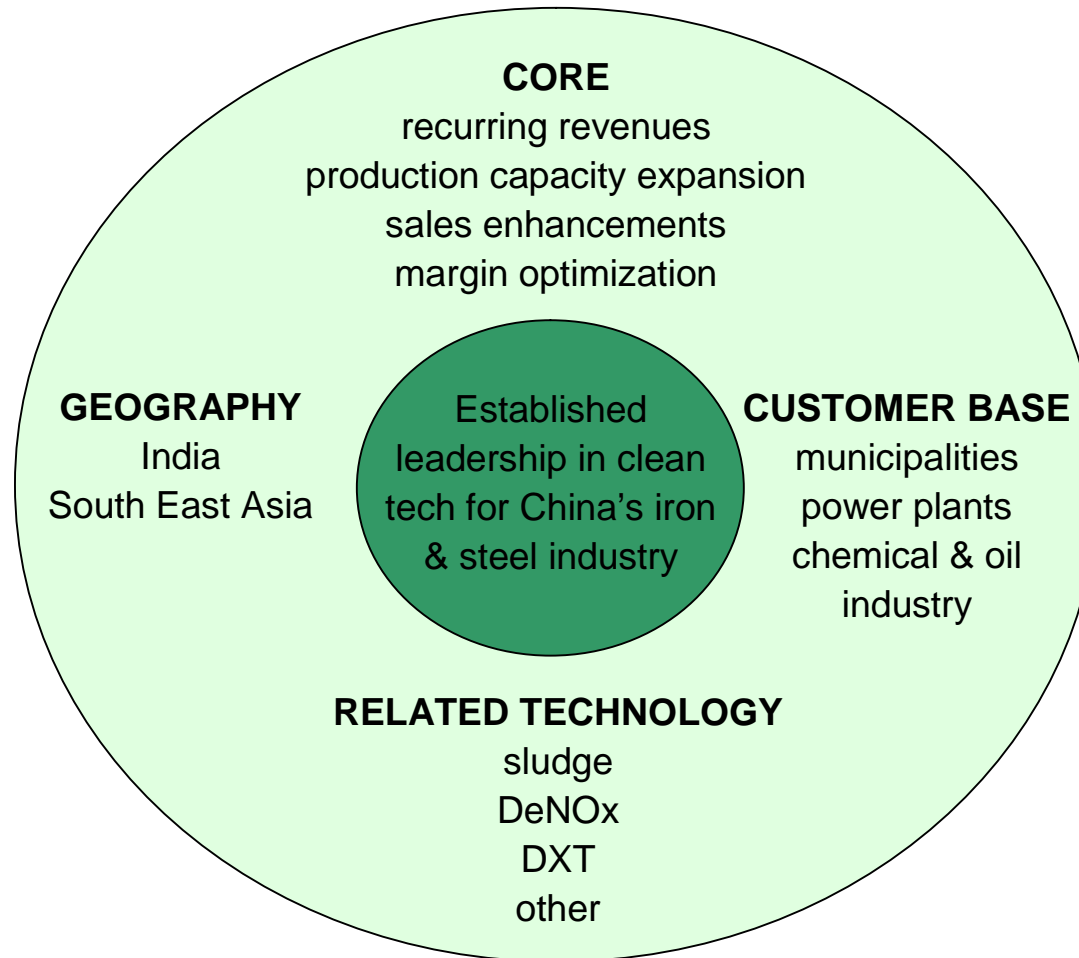 CORE
recurring revenues
production capacity expansion
sales enhancements
margin optimization
GEOGRAPHY
India
South East Asia
Established
leadership in clean
tech for China’s iron
& steel industry
CUSTOMER BASE
municipalities
power plants
chemical & oil
industry
RELATED TECHNOLOGY
sludge
DeNOx
DXT
other